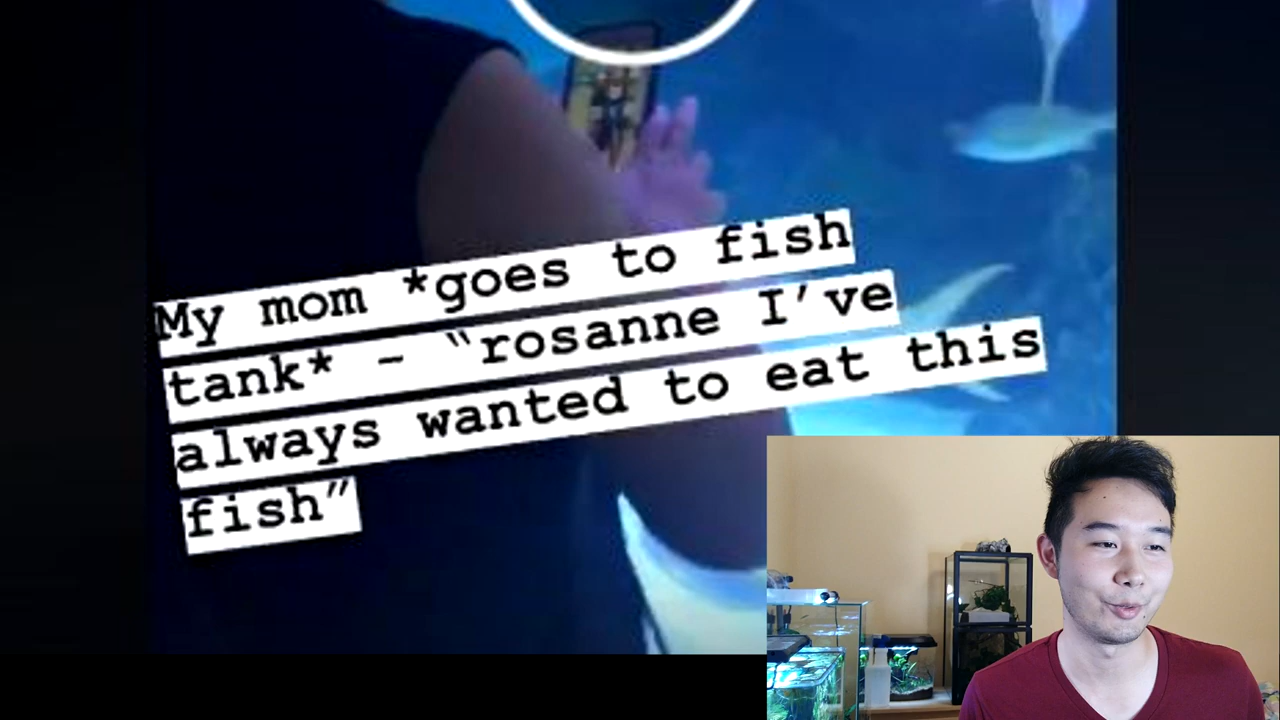 My mom *goes to fish
tank* - "rosanne I've
always wanted to eat this
fish"